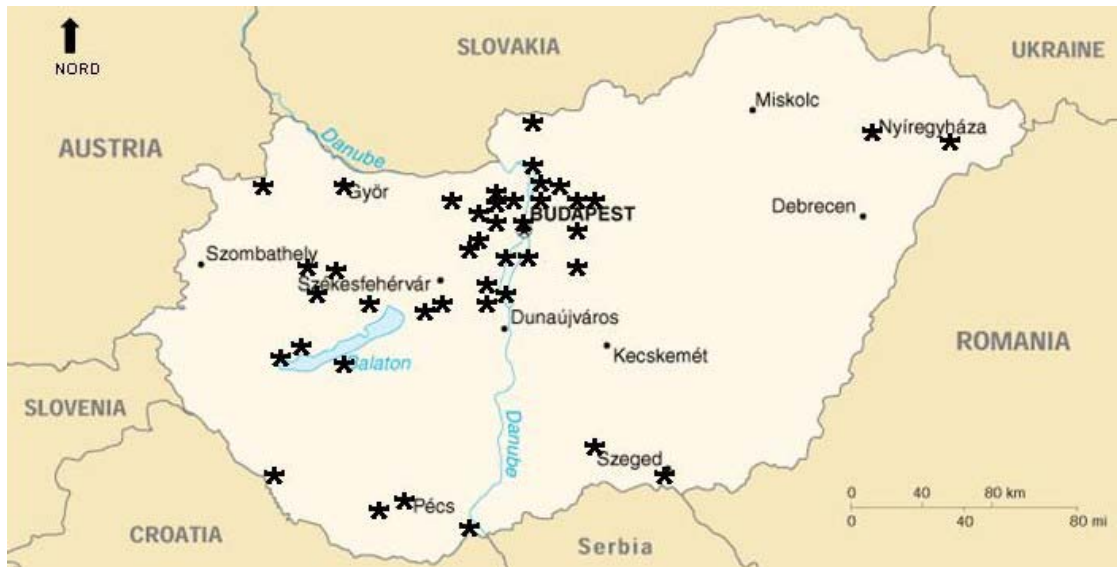 NORD
SLOVAKIA
UKRAINE
AUSTRIA
Miskolc
Nyíregyháza
Danube
Györ
Debrecen
BUDAPEST
Szombathely
Székesfehérvár
Dunaújváros
Kecskemét
ROMANIA
Balaton
SLOVENIA
Danube
Szeged
Pécs
CROATIA
Serbia
0 40 80 km
0 40 80 mi